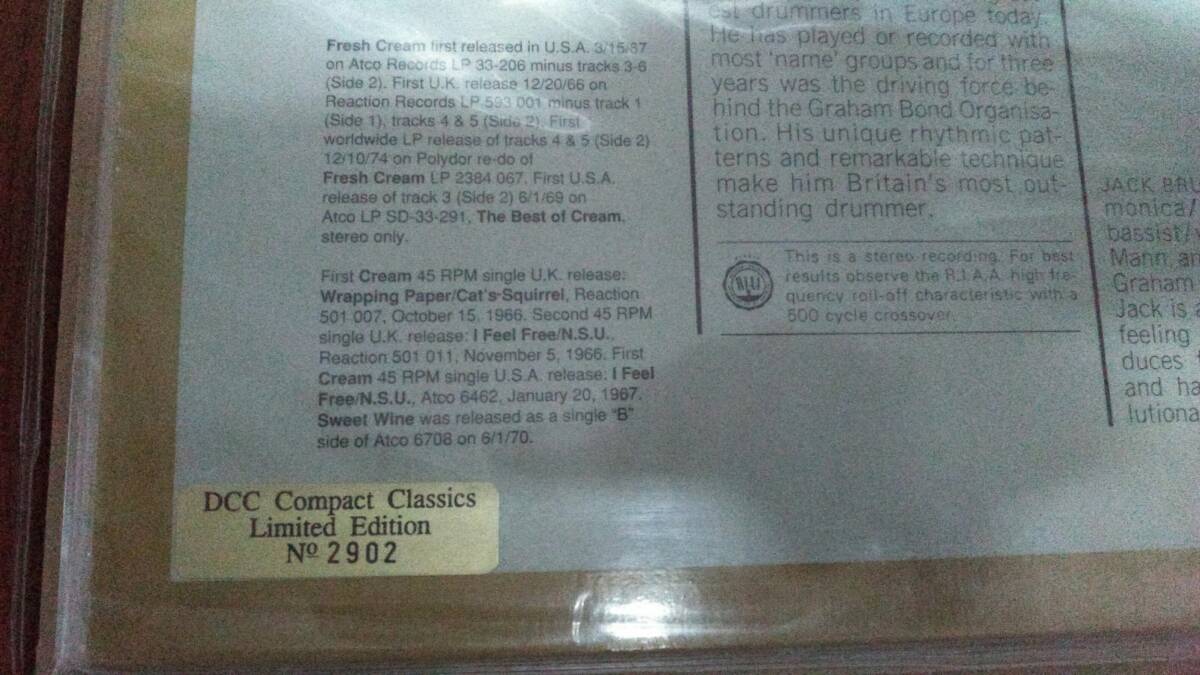 Fresh Cream first released in U.S.A. 3/15/67
on Atco Records LP 33-206 minus tracks 3-6
(Side 2). First U.K. release 12/20/66 on
Reaction Records LP 593 001 minus track 1
(Side 1), tracks 4 & 5 (Side 2). First
worldwide LP release of tracks 4 & 5 (Side 2)
12/10/74 on Polydor re-do of
Fresh Cream LP 2384 067. First U.S.A.
release of track 3 (Side 2) 6/1/69 on
Atco LP SD-33-291, The Best of Cream,
stereo only.
First Cream 45 RPM single U.K. release:
Wrapping Paper/Cat's-Squirrel, Reaction
501 007, October 15, 1966. Second 45 RPM
single U.K. release: I Feel Free/N.S.U.,
Reaction 501 011, November 5, 1966. First
Cream 45 RPM single U.S.A. release: I Feel
Free/N.S.U., Atco 6462, January 20, 1967.
Sweet Wine was released as a single "B"
side of Atco 6708 on 6/1/70.
DCC Compact Classics
Limited Edition
Nº 2902
est drummers in Europe today.
He has played or recorded with
most 'name' groups and for three
years was the driving force be-
hind the Graham Bond Organisa-
tion. His unique rhythmic pat-
terns and remarkable technique
make him Britain's most out-
standing drummer.
This is a stereo recording. For best
results observe the R.I.A.A. high fre-
quency roll-off characteristic with a
500 cycle crossover.
JACK BRU
monica/
bassist/v
Mann, an
Graham
Jack is a
feeling
duces
and ha
lutiona